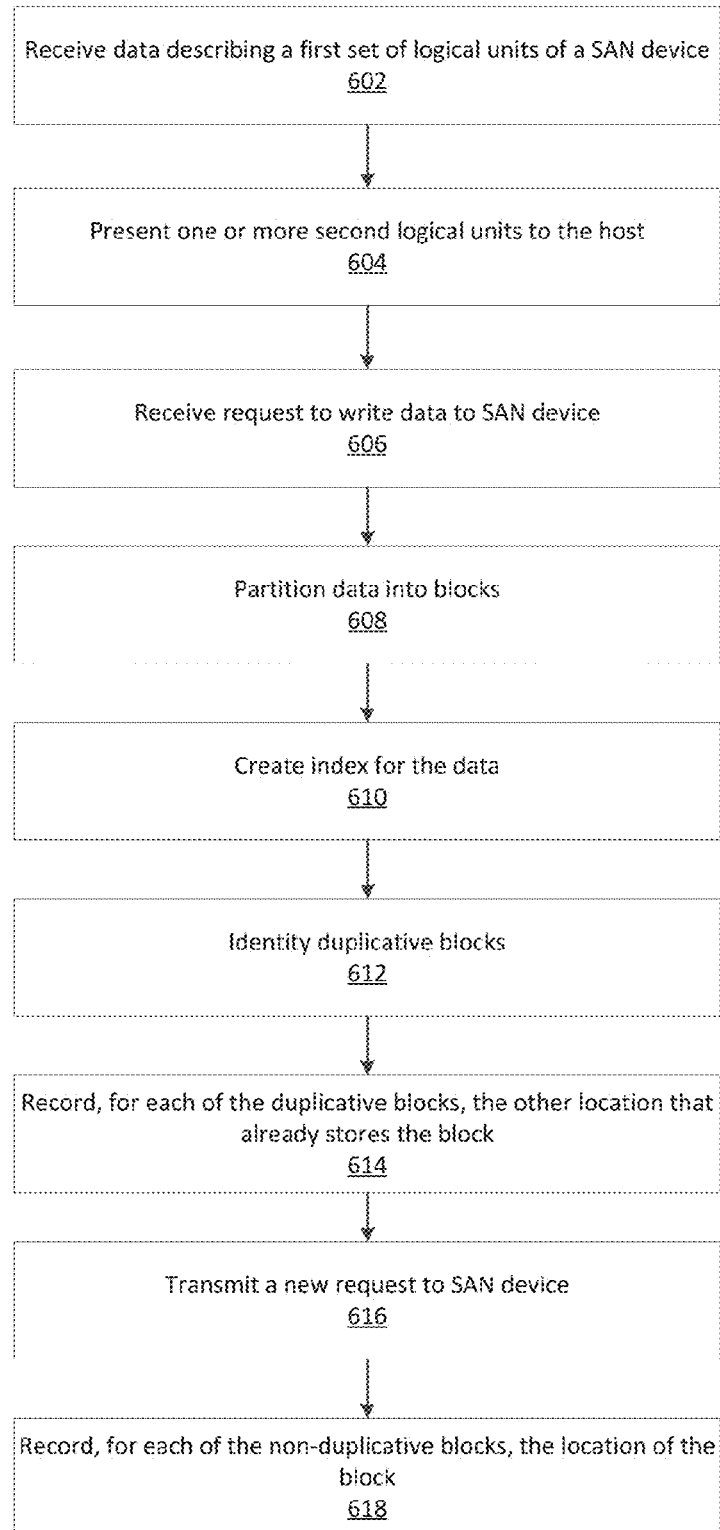 Receive data describing a first set of logical units of a SAN device
602
Present one or more second logical units to the host
604
Receive request to write data to SAN device
606
Partition data into blocks
608
Create index for the data
610
Identity duplicative blocks
612
Record, for each of the duplicative blocks, the other location that
already stores the block
614
Transmit a new request to SAN device
616
Record, for each of the non-duplicative blocks, the location of the
block
618